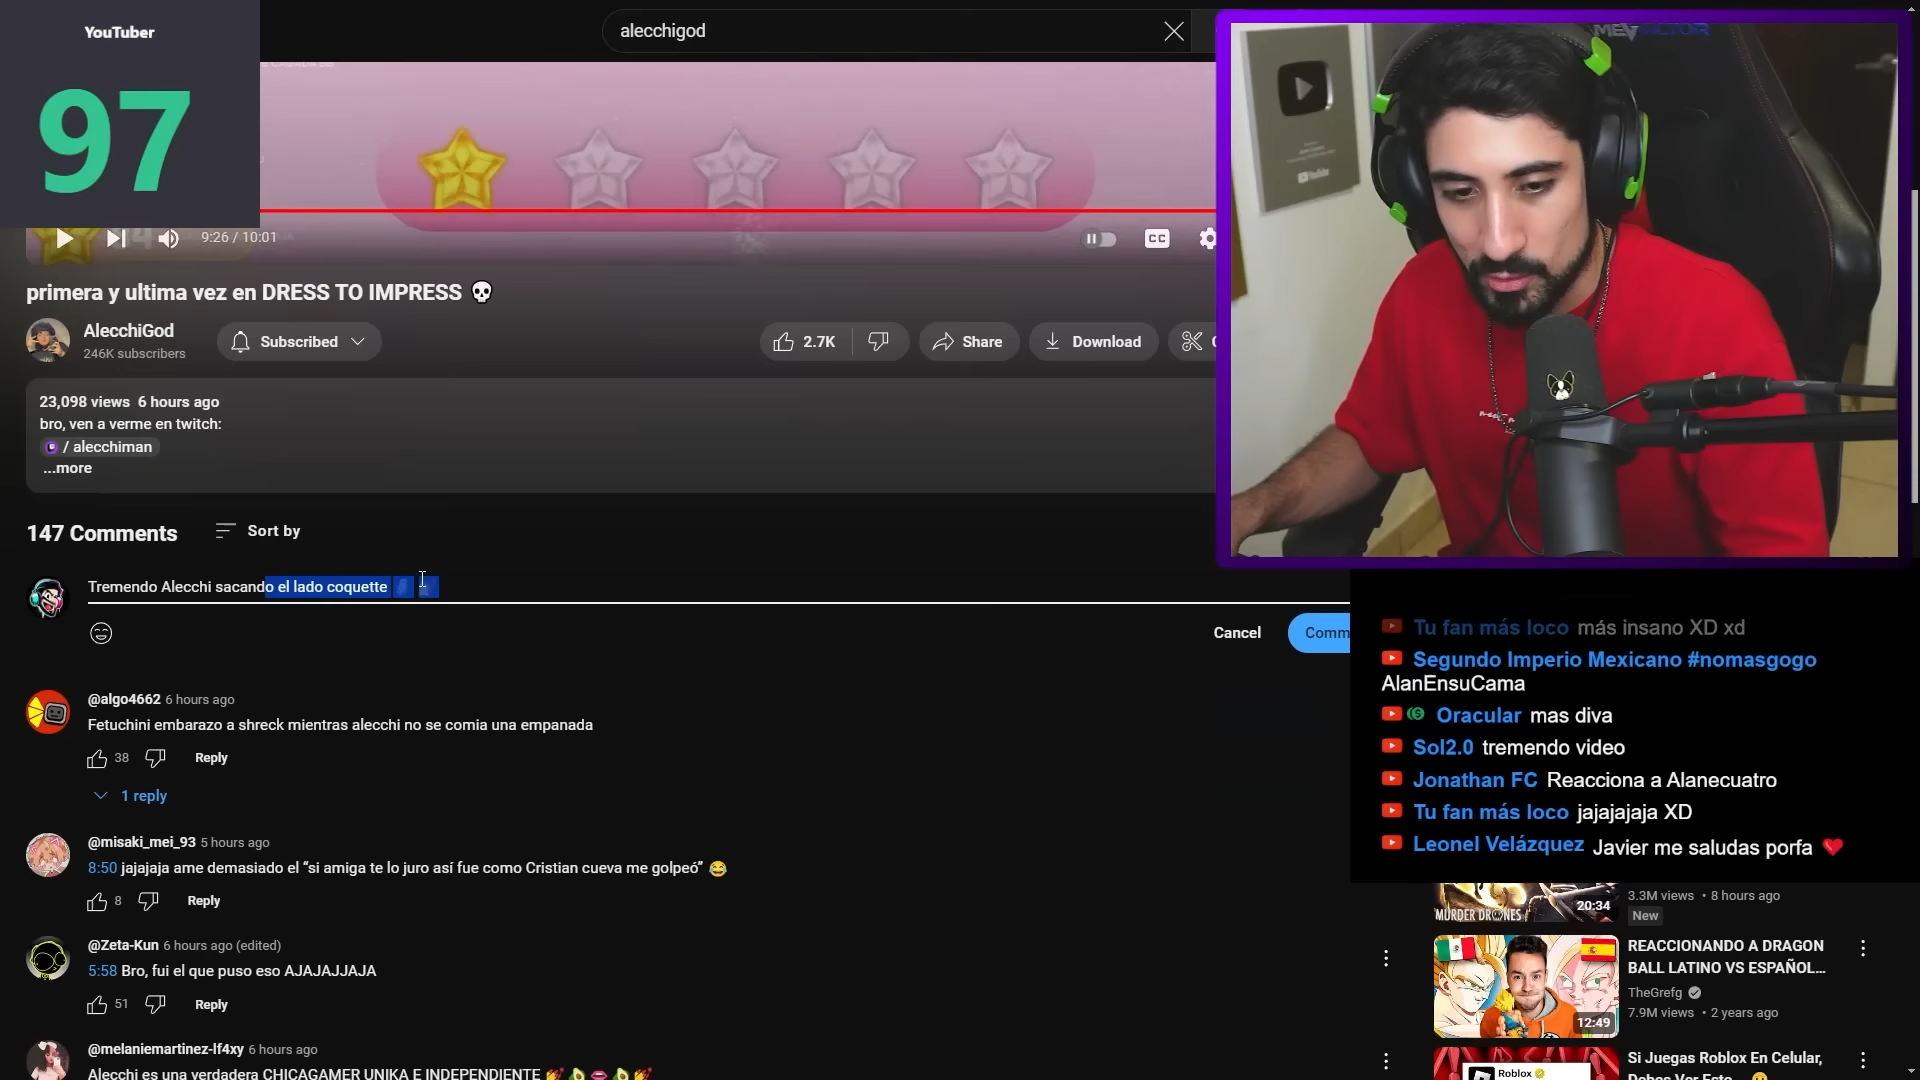 YouTuber
97
alecchigod
9:26 / 10:01
CC
primera y ultima vez en DRESS TO IMPRESS 💀
AlecchiGod
246K subscribers
Subscribed
2.7K
Share
Download
23,098 views 6 hours ago
bro, ven a verme en twitch:
/ alecchiman
...more
147 Comments
Sort by
Tremendo Alecchi sacando el lado coquette
Cancel
Comm
@algo4662 6 hours ago
Fetuchini embarazo a shreck mientras alecchi no se comia una empanada
38
Reply
1 reply
@misaki_mei_93 5 hours ago
8:50 jajajaja ame demasiado el “si amiga te lo juro así fue como Cristian cueva me golpeó” 😂
8
Reply
@Zeta-Kun 6 hours ago (edited)
5:58 Bro, fui el que puso eso AJAJAJJAJA
51
Reply
@melaniemartinez-lf4xy 6 hours ago
Alecchi es una verdadera CHICAGAMER UNIKA E INDEPENDIENTE 💅🥑👄🥑💅
YouTube
Tu fan más loco más insano XD xd
Segundo Imperio Mexicano #nomasgogo
AlanEnsuCama
Oracular mas diva
Sol2.0 tremendo video
Jonathan FC Reacciona a Alanecuatro
Tu fan más loco jajajajaja XD
Leonel Velázquez Javier me saludas porfa ❤️
MURDER DRONES
20:34
3.3M views • 8 hours ago
New
12:49
REACCIONANDO A DRAGON
BALL LATINO VS ESPAÑOL...
TheGrefg
7.9M views • 2 years ago
Roblox
Si Juegas Roblox En Celular,
Debes Ver Esto...